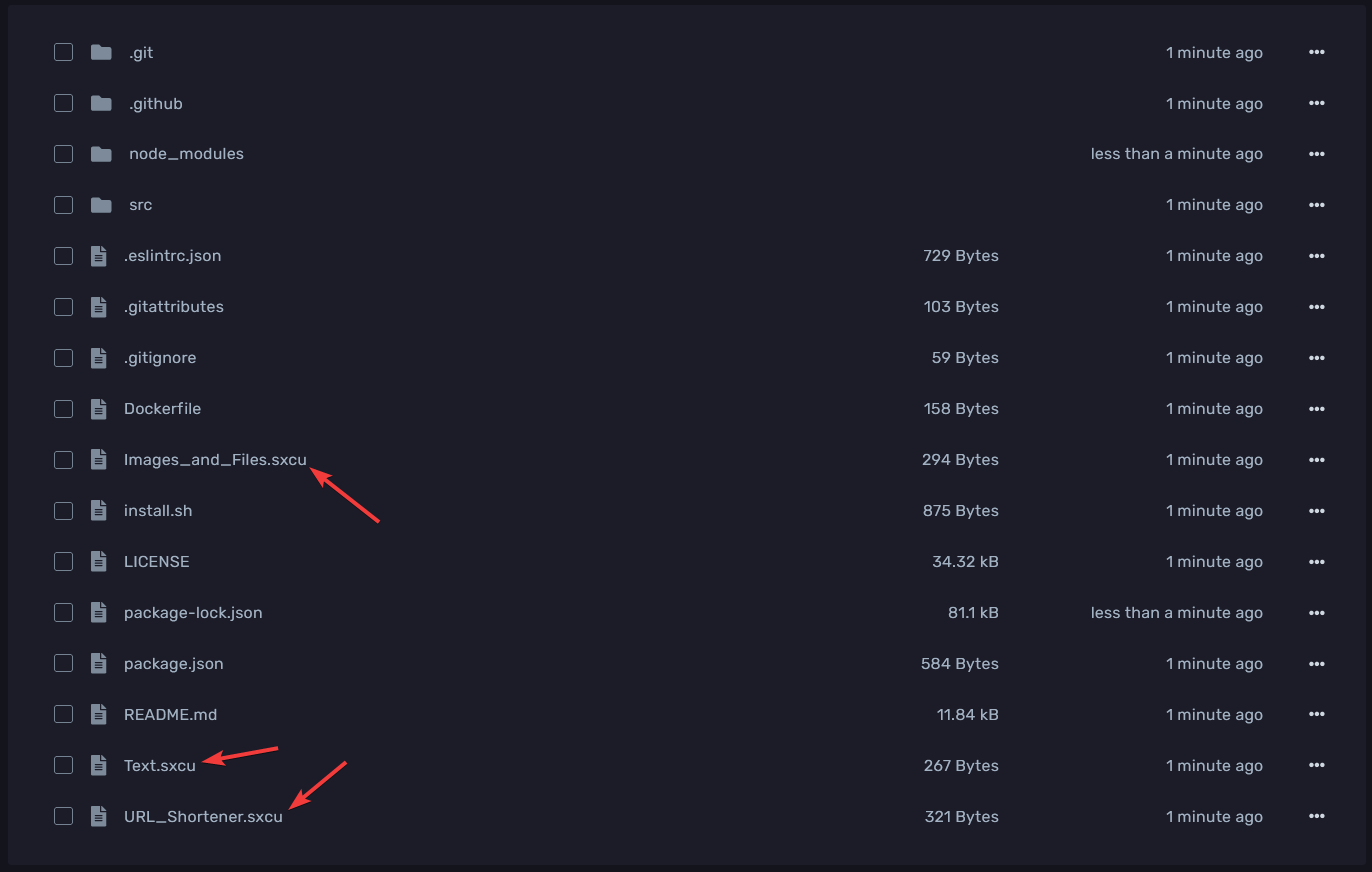 .git 1 minute ago •••
.github 1 minute ago •••
node_modules less than a minute ago •••
src 1 minute ago •••
.eslintrc.json 729 Bytes 1 minute ago •••
.gitattributes 103 Bytes 1 minute ago •••
.gitignore 59 Bytes 1 minute ago •••
Dockerfile 158 Bytes 1 minute ago •••
Images_and_Files.sxcu 294 Bytes 1 minute ago •••
install.sh 875 Bytes 1 minute ago •••
LICENSE 34.32 kB 1 minute ago •••
package-lock.json 81.1 kB less than a minute ago •••
package.json 584 Bytes 1 minute ago •••
README.md 11.84 kB 1 minute ago •••
Text.sxcu 267 Bytes 1 minute ago •••
URL_Shortener.sxcu 321 Bytes 1 minute ago •••